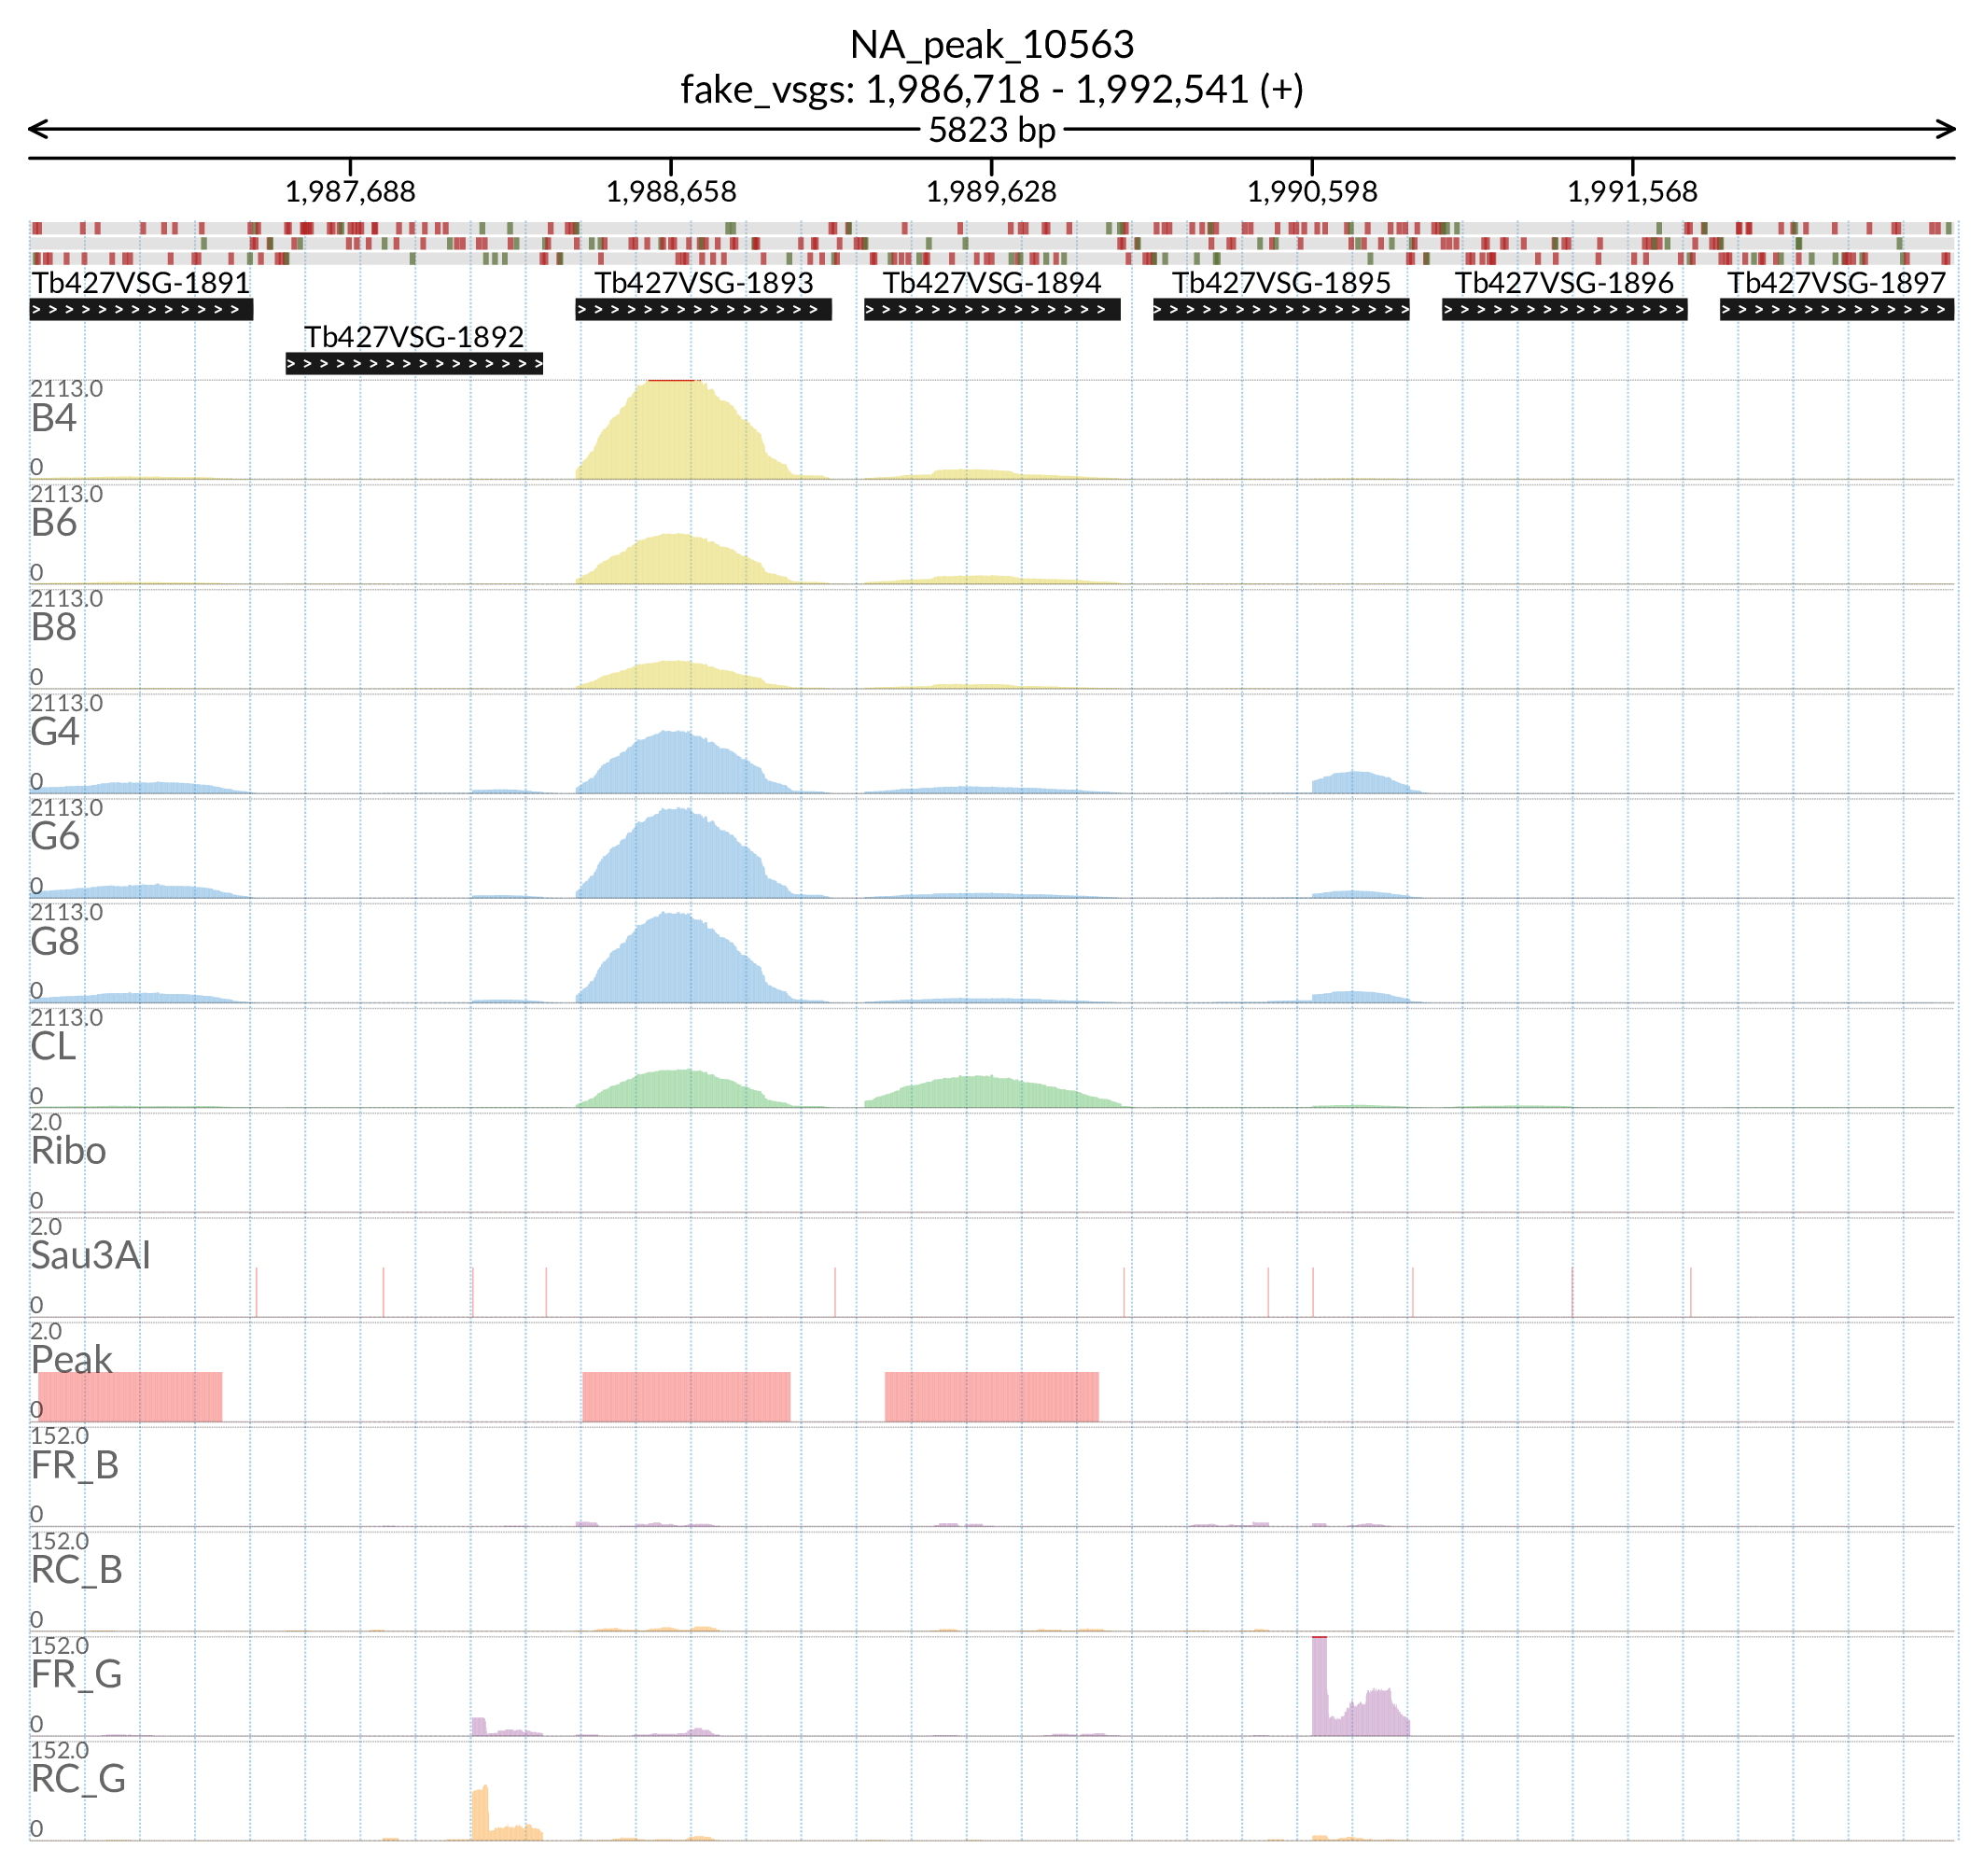 NA_peak_10563
fake_vsgs: 1,986,718 - 1,992,541 (+)
5823 bp
1,987,688 1,988,658 1,989,628 1,990,598 1,991,568
Tb427VSG-1891 Tb427VSG-1893 Tb427VSG-1894 Tb427VSG-1895 Tb427VSG-1896 Tb427VSG-1897
Tb427VSG-1892
2113.0
B4
0
2113.0
B6
0
2113.0
B8
0
2113.0
G4
0
2113.0
G6
0
2113.0
G8
0
2113.0
CL
0
2.0
Ribo
0
2.0
Sau3AI
0
2.0
Peak
0
152.0
FR_B
0
152.0
RC_B
0
152.0
FR_G
0
152.0
RC_G
0